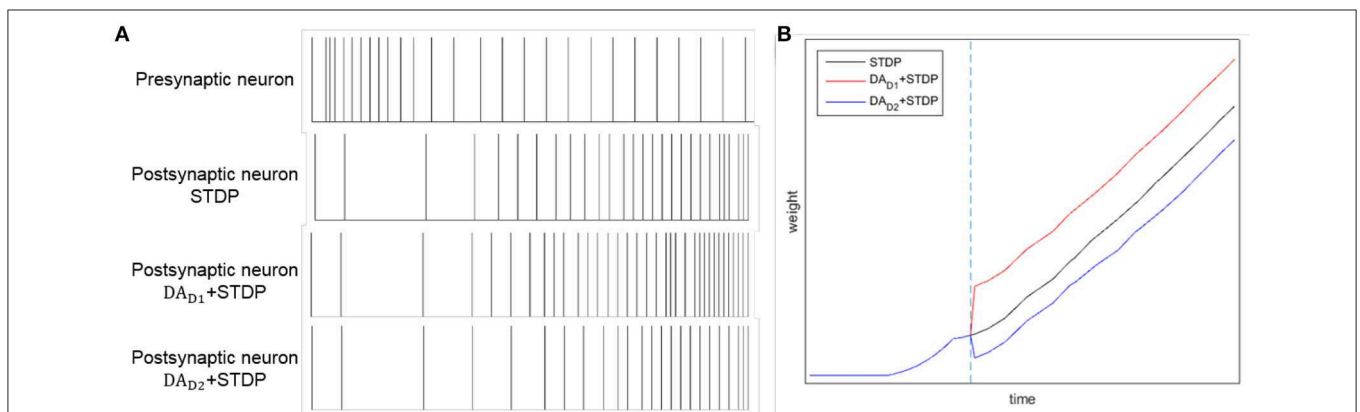 A
Presynaptic neuron
Postsynaptic neuron
STDP
Postsynaptic neuron
DA_D1+STDP
Postsynaptic neuron
DA_D2+STDP
B
STDP
DA_D1+STDP
DA_D2+STDP
weight
time